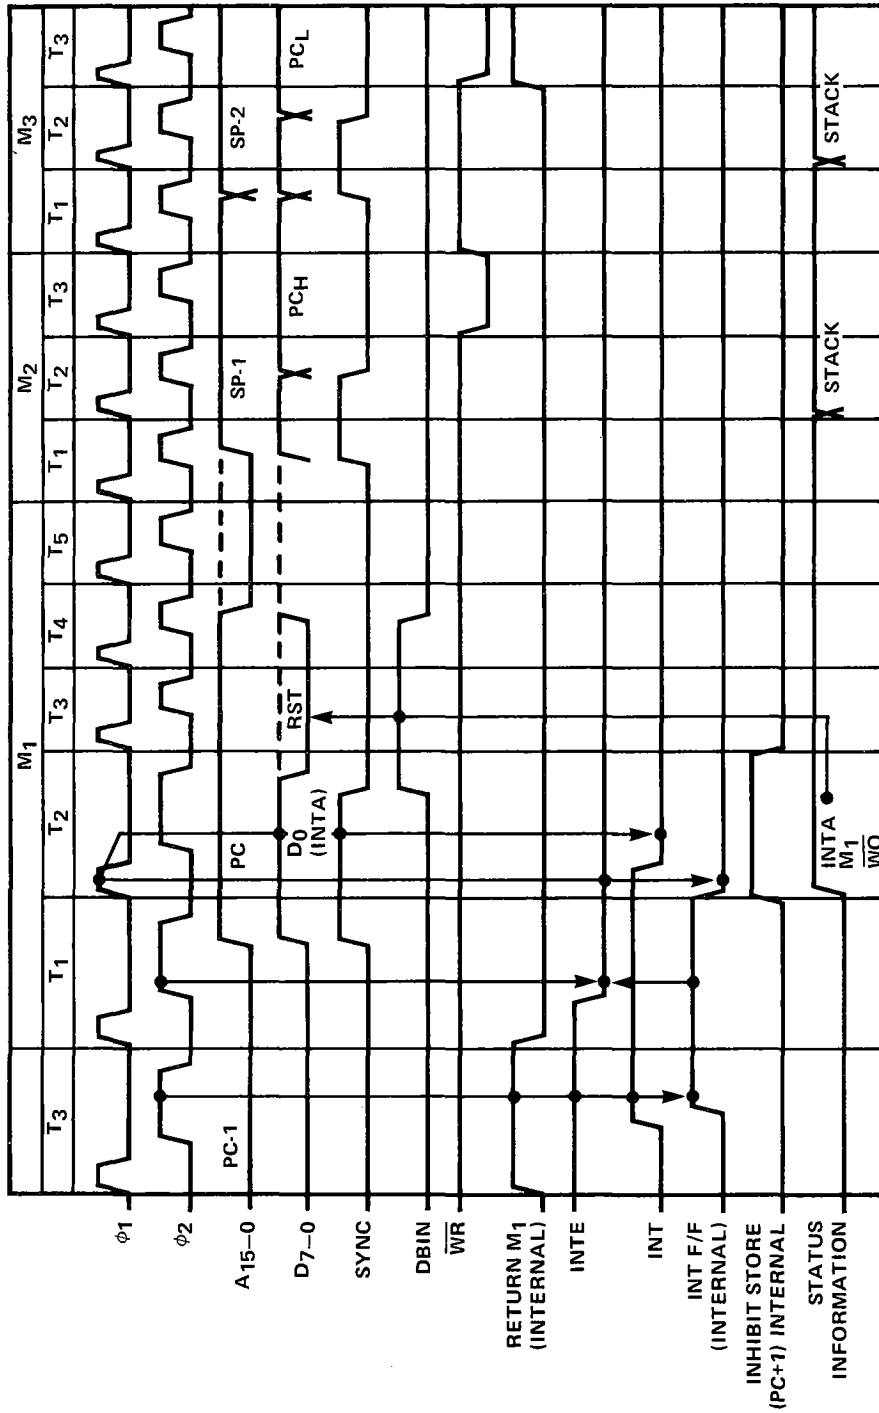 M1 M2 M3
T3 T1 T2 T3 T4 T5 T1 T2 T3 T1 T2 T3
ϕ1
ϕ2
A15–0 PC-1 PC SP-1 SP-2
D7–0 D0 (INTA) RST PCH PCL
SYNC
DBIN
WR
RETURN M1
(INTERNAL)
INTE
INT
INT F/F
(INTERNAL)
INHIBIT STORE
(PC+1) INTERNAL
STATUS
INFORMATION
INTA
M1
WO
STACK STACK